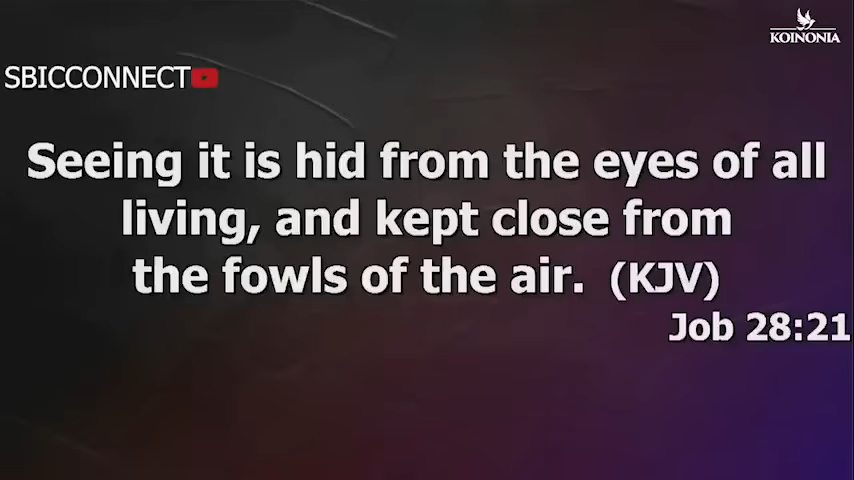 KOINONIA
SBICCONNECT
Seeing it is hid from the eyes of all
living, and kept close from
the fowls of the air. (KJV)
Job 28:21